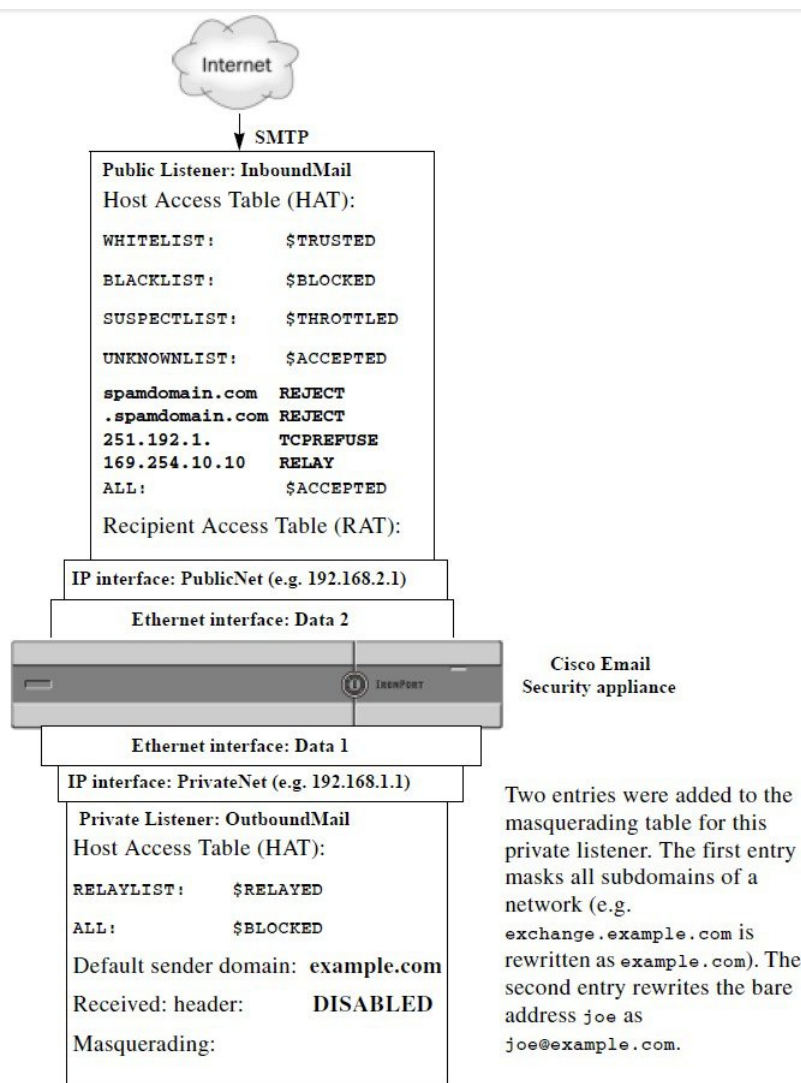 Internet
SMTP
Public Listener: InboundMail
Host Access Table (HAT):
WHITELIST: $TRUSTED
BLACKLIST: $BLOCKED
SUSPECTLIST: $THROTTLED
UNKNOWNLIST: $ACCEPTED
spamdomain.com REJECT
.spamdomain.com REJECT
251.192.1. TCPREFUSE
169.254.10.10 RELAY
ALL: $ACCEPTED
Recipient Access Table (RAT):
IP interface: PublicNet (e.g. 192.168.2.1)
Ethernet interface: Data 2
IRONPORT
Cisco Email
Security appliance
Ethernet interface: Data 1
IP interface: PrivateNet (e.g. 192.168.1.1)
Private Listener: OutboundMail
Host Access Table (HAT):
RELAYLIST: $RELAYED
ALL: $BLOCKED
Default sender domain: example.com
Received: header: DISABLED
Masquerading:
Two entries were added to the
masquerading table for this
private listener. The first entry
masks all subdomains of a
network (e.g.
exchange.example.com is
rewritten as example.com). The
second entry rewrites the bare
address joe as
joe@example.com.